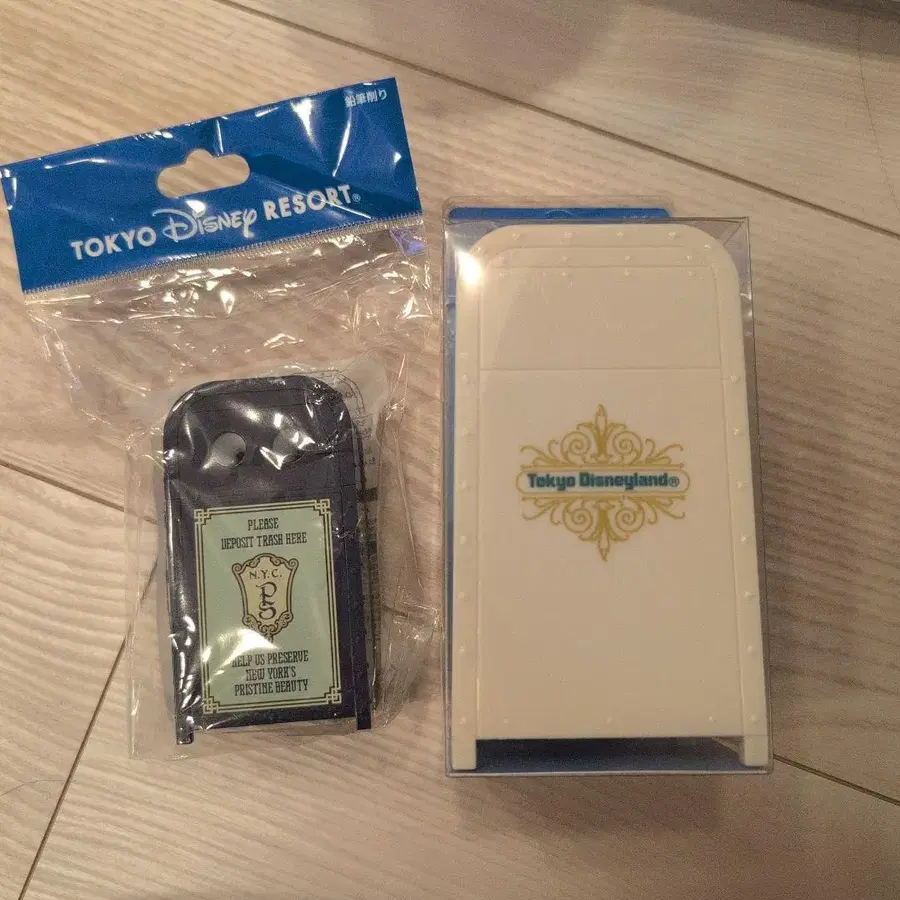 鉛筆削り
TOKYO Disney RESORT®
PLEASE
DEPOSIT TRASH HERE
N.Y.C.
HELP US PRESERVE
NEW YORK'S
PRISTINE BEAUTY
Tokyo Disneyland®